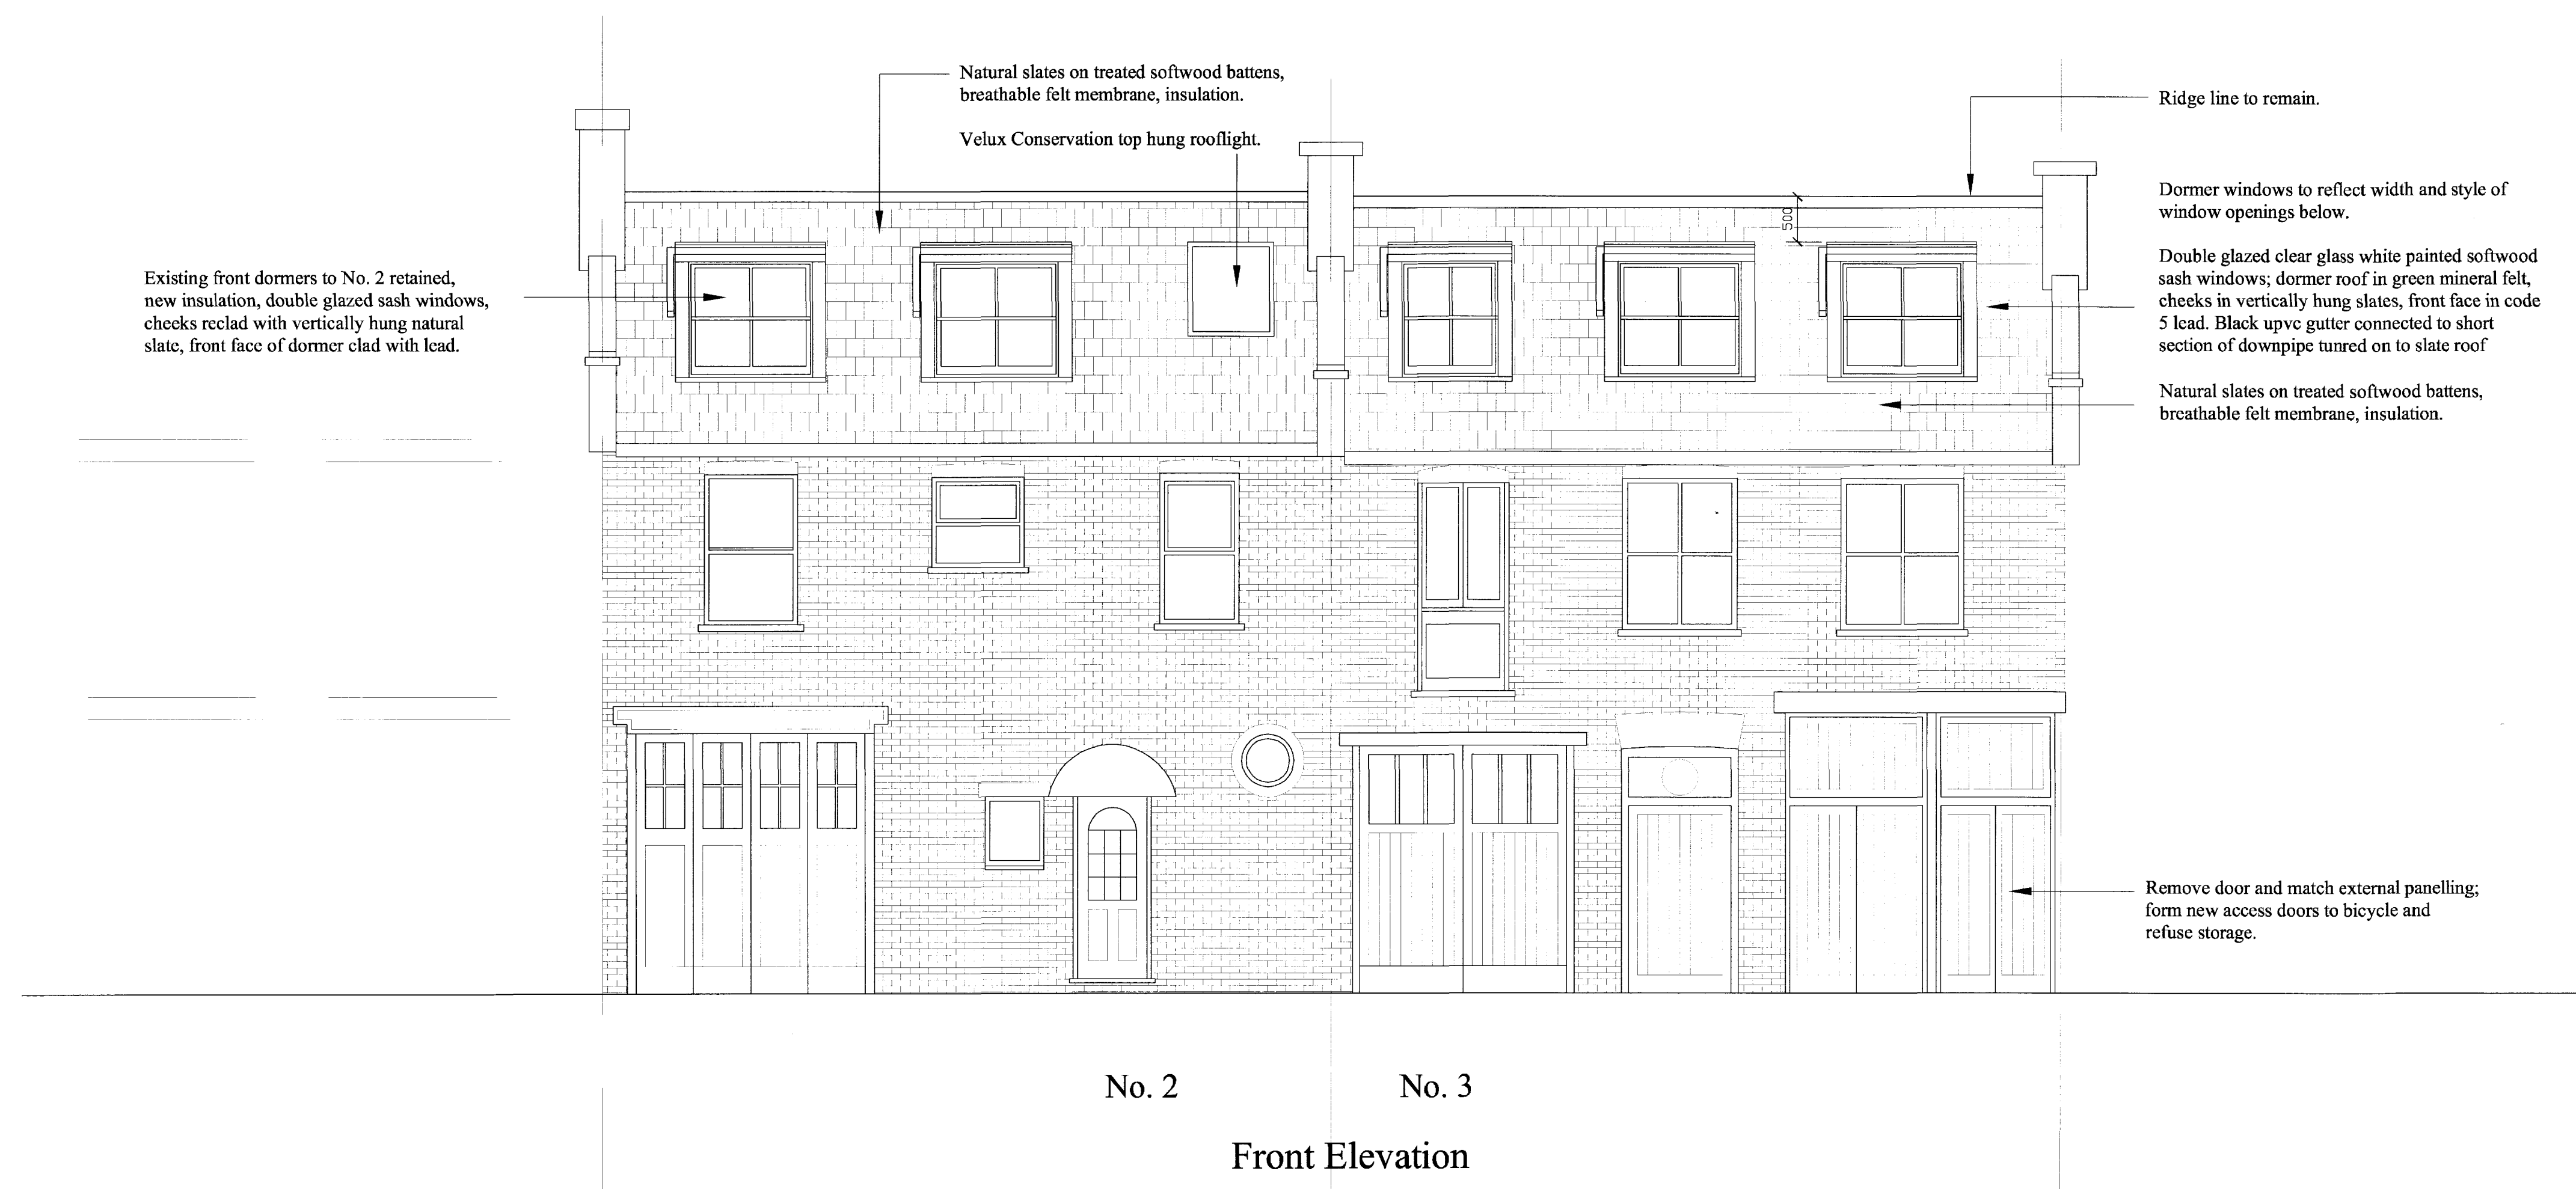 Natural slates on treated softwood battens,
breathable felt membrane, insulation.
Velux Conservation top hung rooflight.
Ridge line to remain.
Dormer windows to reflect width and style of
window openings below.
500
Existing front dormers to No. 2 retained,
new insulation, double glazed sash windows,
cheeks reclad with vertically hung natural
slate, front face of dormer clad with lead.
Double glazed clear glass white painted softwood
sash windows; dormer roof in green mineral felt,
cheeks in vertically hung slates, front face in code
5 lead. Black upvc gutter connected to short
section of downpipe tunred on to slate roof
Natural slates on treated softwood battens,
breathable felt membrane, insulation.
Remove door and match external panelling;
form new access doors to bicycle and
refuse storage.
No. 2
No. 3
Front Elevation